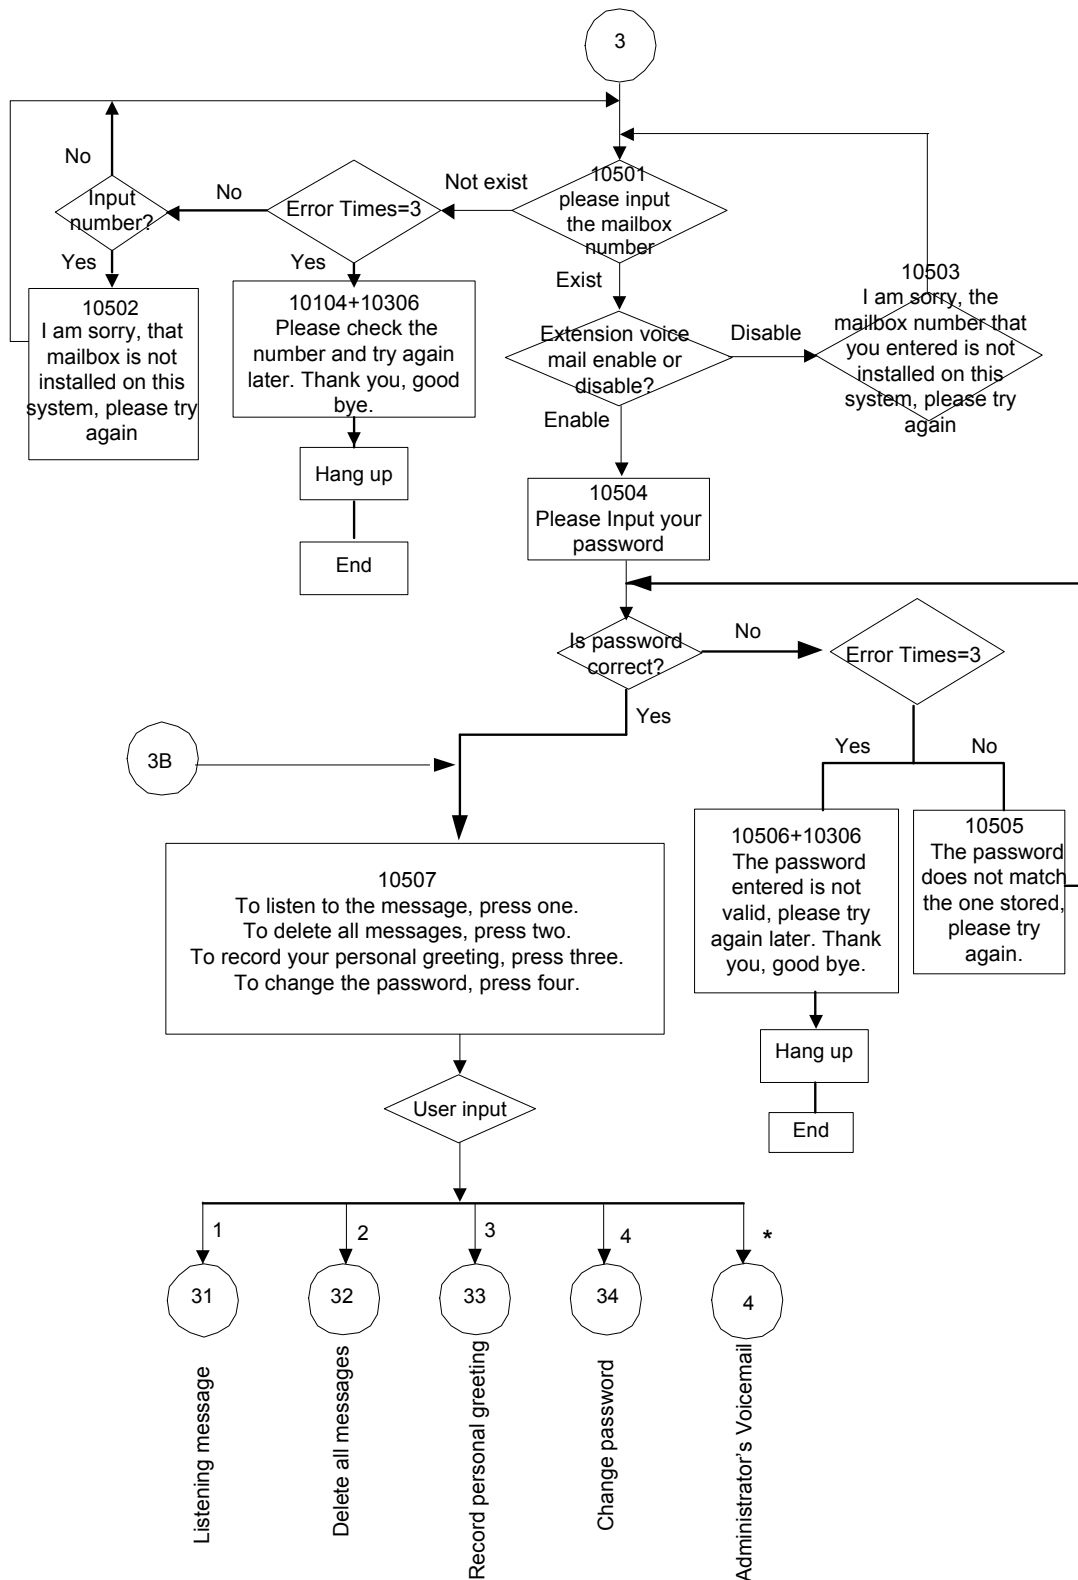 3
No
Input
number?
No
Error Times=3
Not exist
10501
please input
the mailbox
number
Yes
Yes
Exist
10502
I am sorry, that
mailbox is not
installed on this
system, please try
again
10104+10306
Please check the
number and try again
later. Thank you, good
bye.
Extension voice
mail enable or
disable?
Disable
10503
I am sorry, the
mailbox number that
you entered is not
installed on this
system, please try
again
Enable
Hang up
End
10504
Please Input your
password
Is password
correct?
No
Error Times=3
Yes
3B
Yes
No
10506+10306
The password
entered is not
valid, please try
again later. Thank
you, good bye.
10505
The password
does not match
the one stored,
please try
again.
10507
To listen to the message, press one.
To delete all messages, press two.
To record your personal greeting, press three.
To change the password, press four.
Hang up
End
User input
1
2
3
4
*
31
32
33
34
4
Listening message
Delete all messages
Record personal greeting
Change password
Administrator's Voicemail